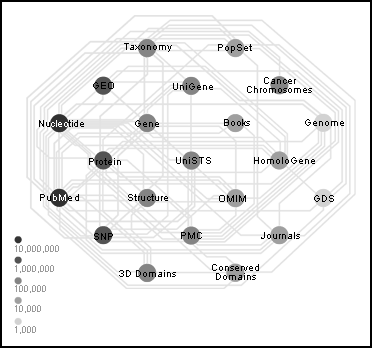 Taxonomy PopSet
GEO UniGene Cancer
Chromosomes
Nucleotide Gene Books Genome
Protein UniSTS HomoloGene
PubMed Structure OMIM GDS
SNP PMC Journals
3D Domains Conserved
Domains
10,000,000
1,000,000
100,000
10,000
1,000